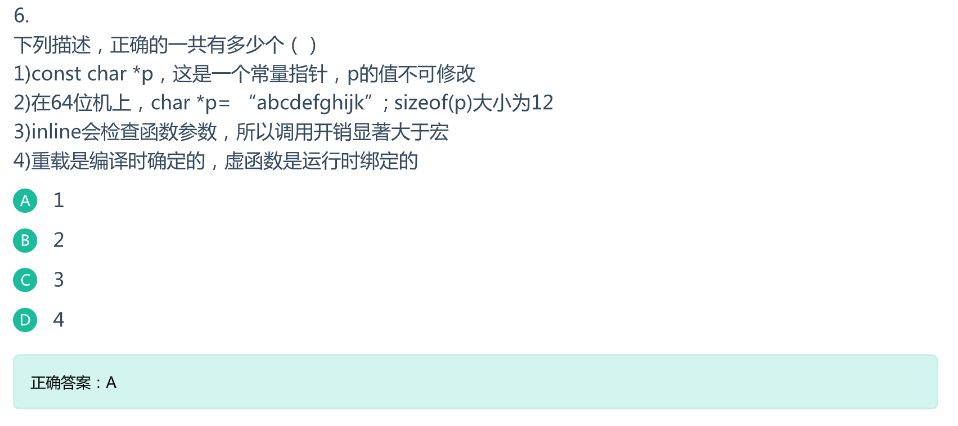 6.
下列描述，正确的一共有多少个（ ）
1)const char *p，这是一个常量指针，p的值不可修改
2)在64位机上，char *p= “abcdefghijk”; sizeof(p)大小为12
3)inline会检查函数参数，所以调用开销显著大于宏
4)重载是编译时确定的，虚函数是运行时绑定的
A 1
B 2
C 3
D 4
正确答案：A